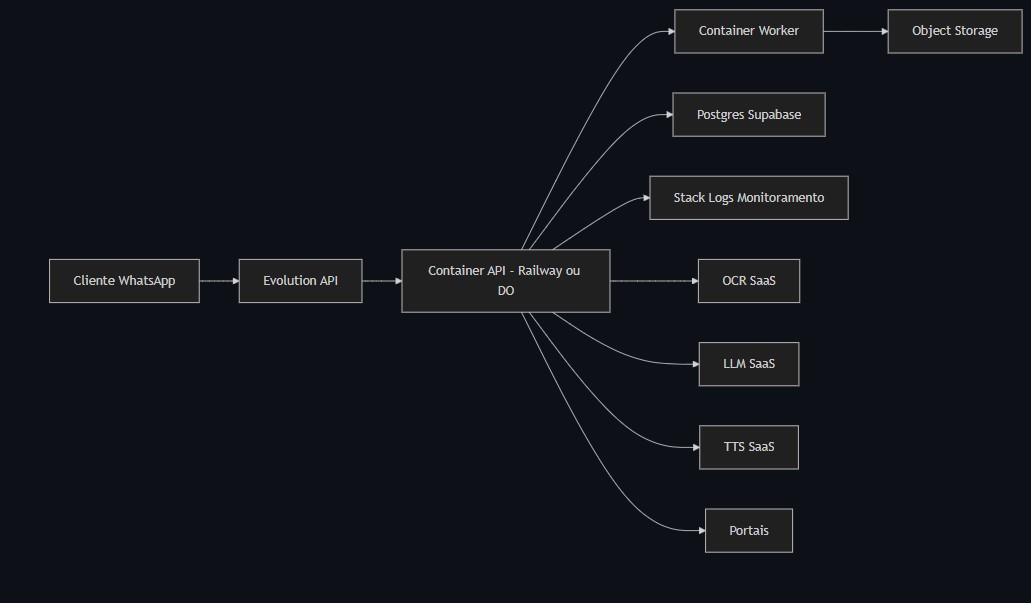 Container Worker
Object Storage
Postgres Supabase
Stack Logs Monitoramento
Cliente WhatsApp
Evolution API
Container API - Railway ou
DO
OCR SaaS
LLM SaaS
TTS SaaS
Portais